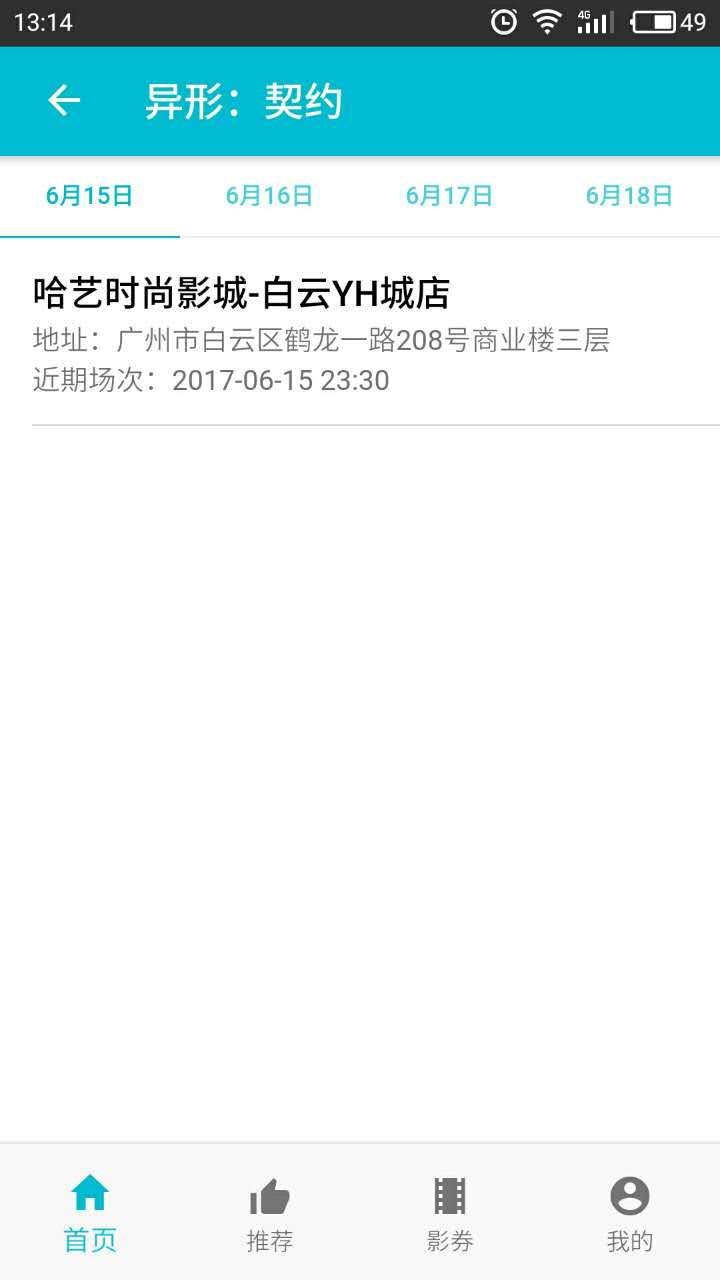 13:14 4G 49
异形：契约
6月15日 6月16日 6月17日 6月18日
哈艺时尚影城-白云YH城店
地址：广州市白云区鹤龙一路208号商业楼三层
近期场次：2017-06-15 23:30
首页 推荐 影券 我的